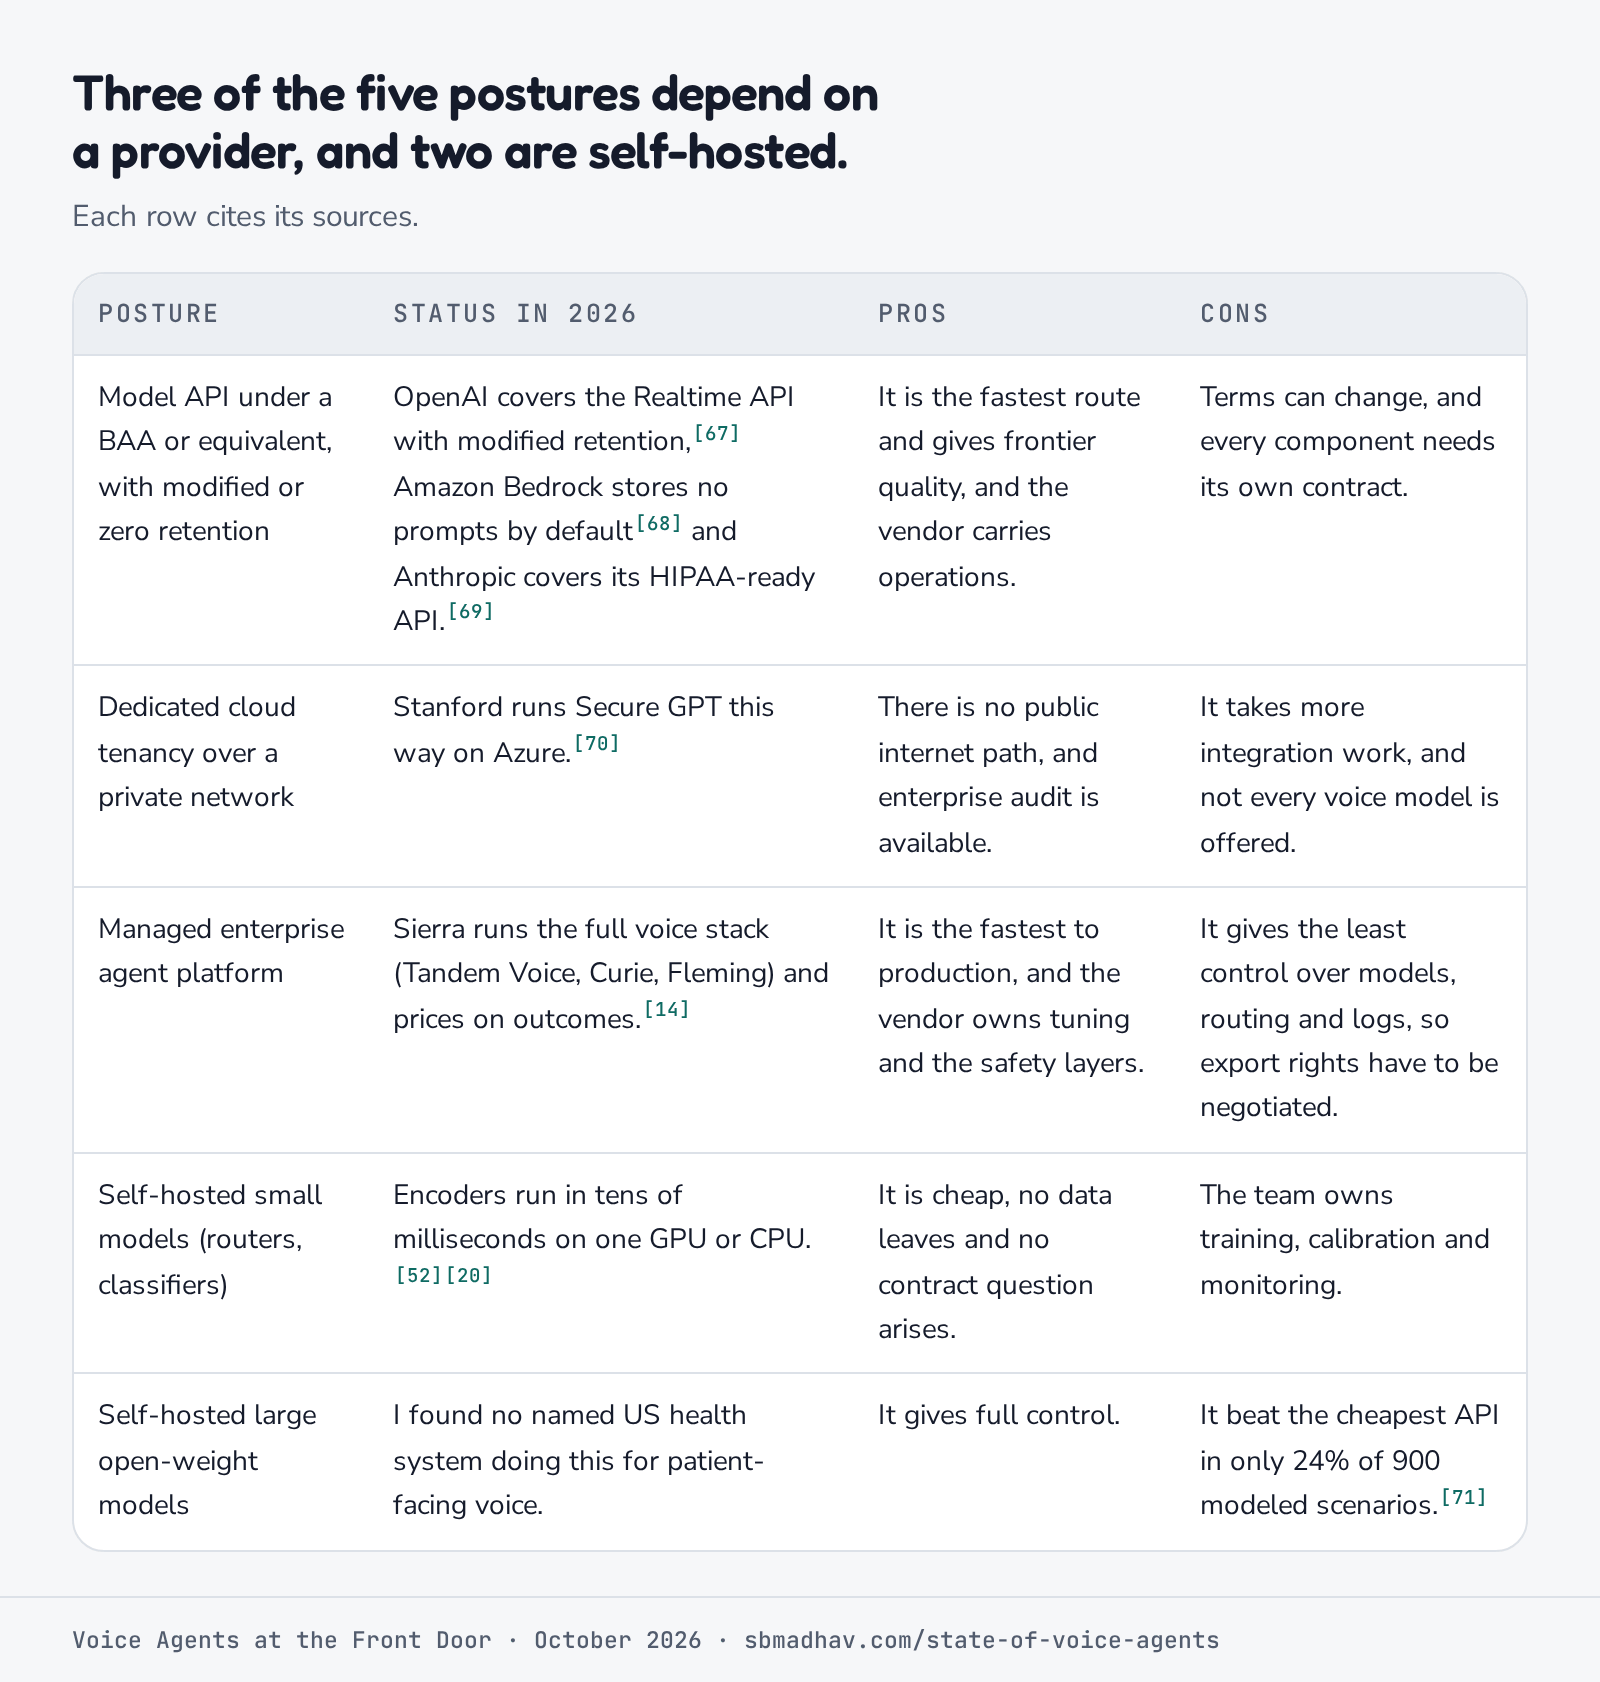 Three of the five postures depend on
a provider, and two are self-hosted.
Each row cites its sources.
POSTURE
STATUS IN 2026
PROS
CONS
Model API under a
BAA or equivalent,
with modified or
zero retention
OpenAI covers the Realtime API
with modified retention,[67]
Amazon Bedrock stores no
prompts by default[68] and
Anthropic covers its HIPAA-ready
API.[69]
It is the fastest route
and gives frontier
quality, and the
vendor carries
operations.
Terms can change, and
every component needs
its own contract.
Dedicated cloud
tenancy over a
private network
Stanford runs Secure GPT this
way on Azure.[70]
There is no public
internet path, and
enterprise audit is
available.
It takes more
integration work, and
not every voice model is
offered.
Managed enterprise
agent platform
Sierra runs the full voice stack
(Tandem Voice, Curie, Fleming) and
prices on outcomes.[14]
It is the fastest to
production, and the
vendor owns tuning
and the safety layers.
It gives the least
control over models,
routing and logs, so
export rights have to be
negotiated.
Self-hosted small
models (routers,
classifiers)
Encoders run in tens of
milliseconds on one GPU or CPU.
[52][20]
It is cheap, no data
leaves and no
contract question
arises.
The team owns
training, calibration and
monitoring.
Self-hosted large
open-weight
models
I found no named US health
system doing this for patient-
facing voice.
It gives full control.
It beat the cheapest API
in only 24% of 900
modeled scenarios.[71]
Voice Agents at the Front Door · October 2026 · sbmadhav.com/state-of-voice-agents